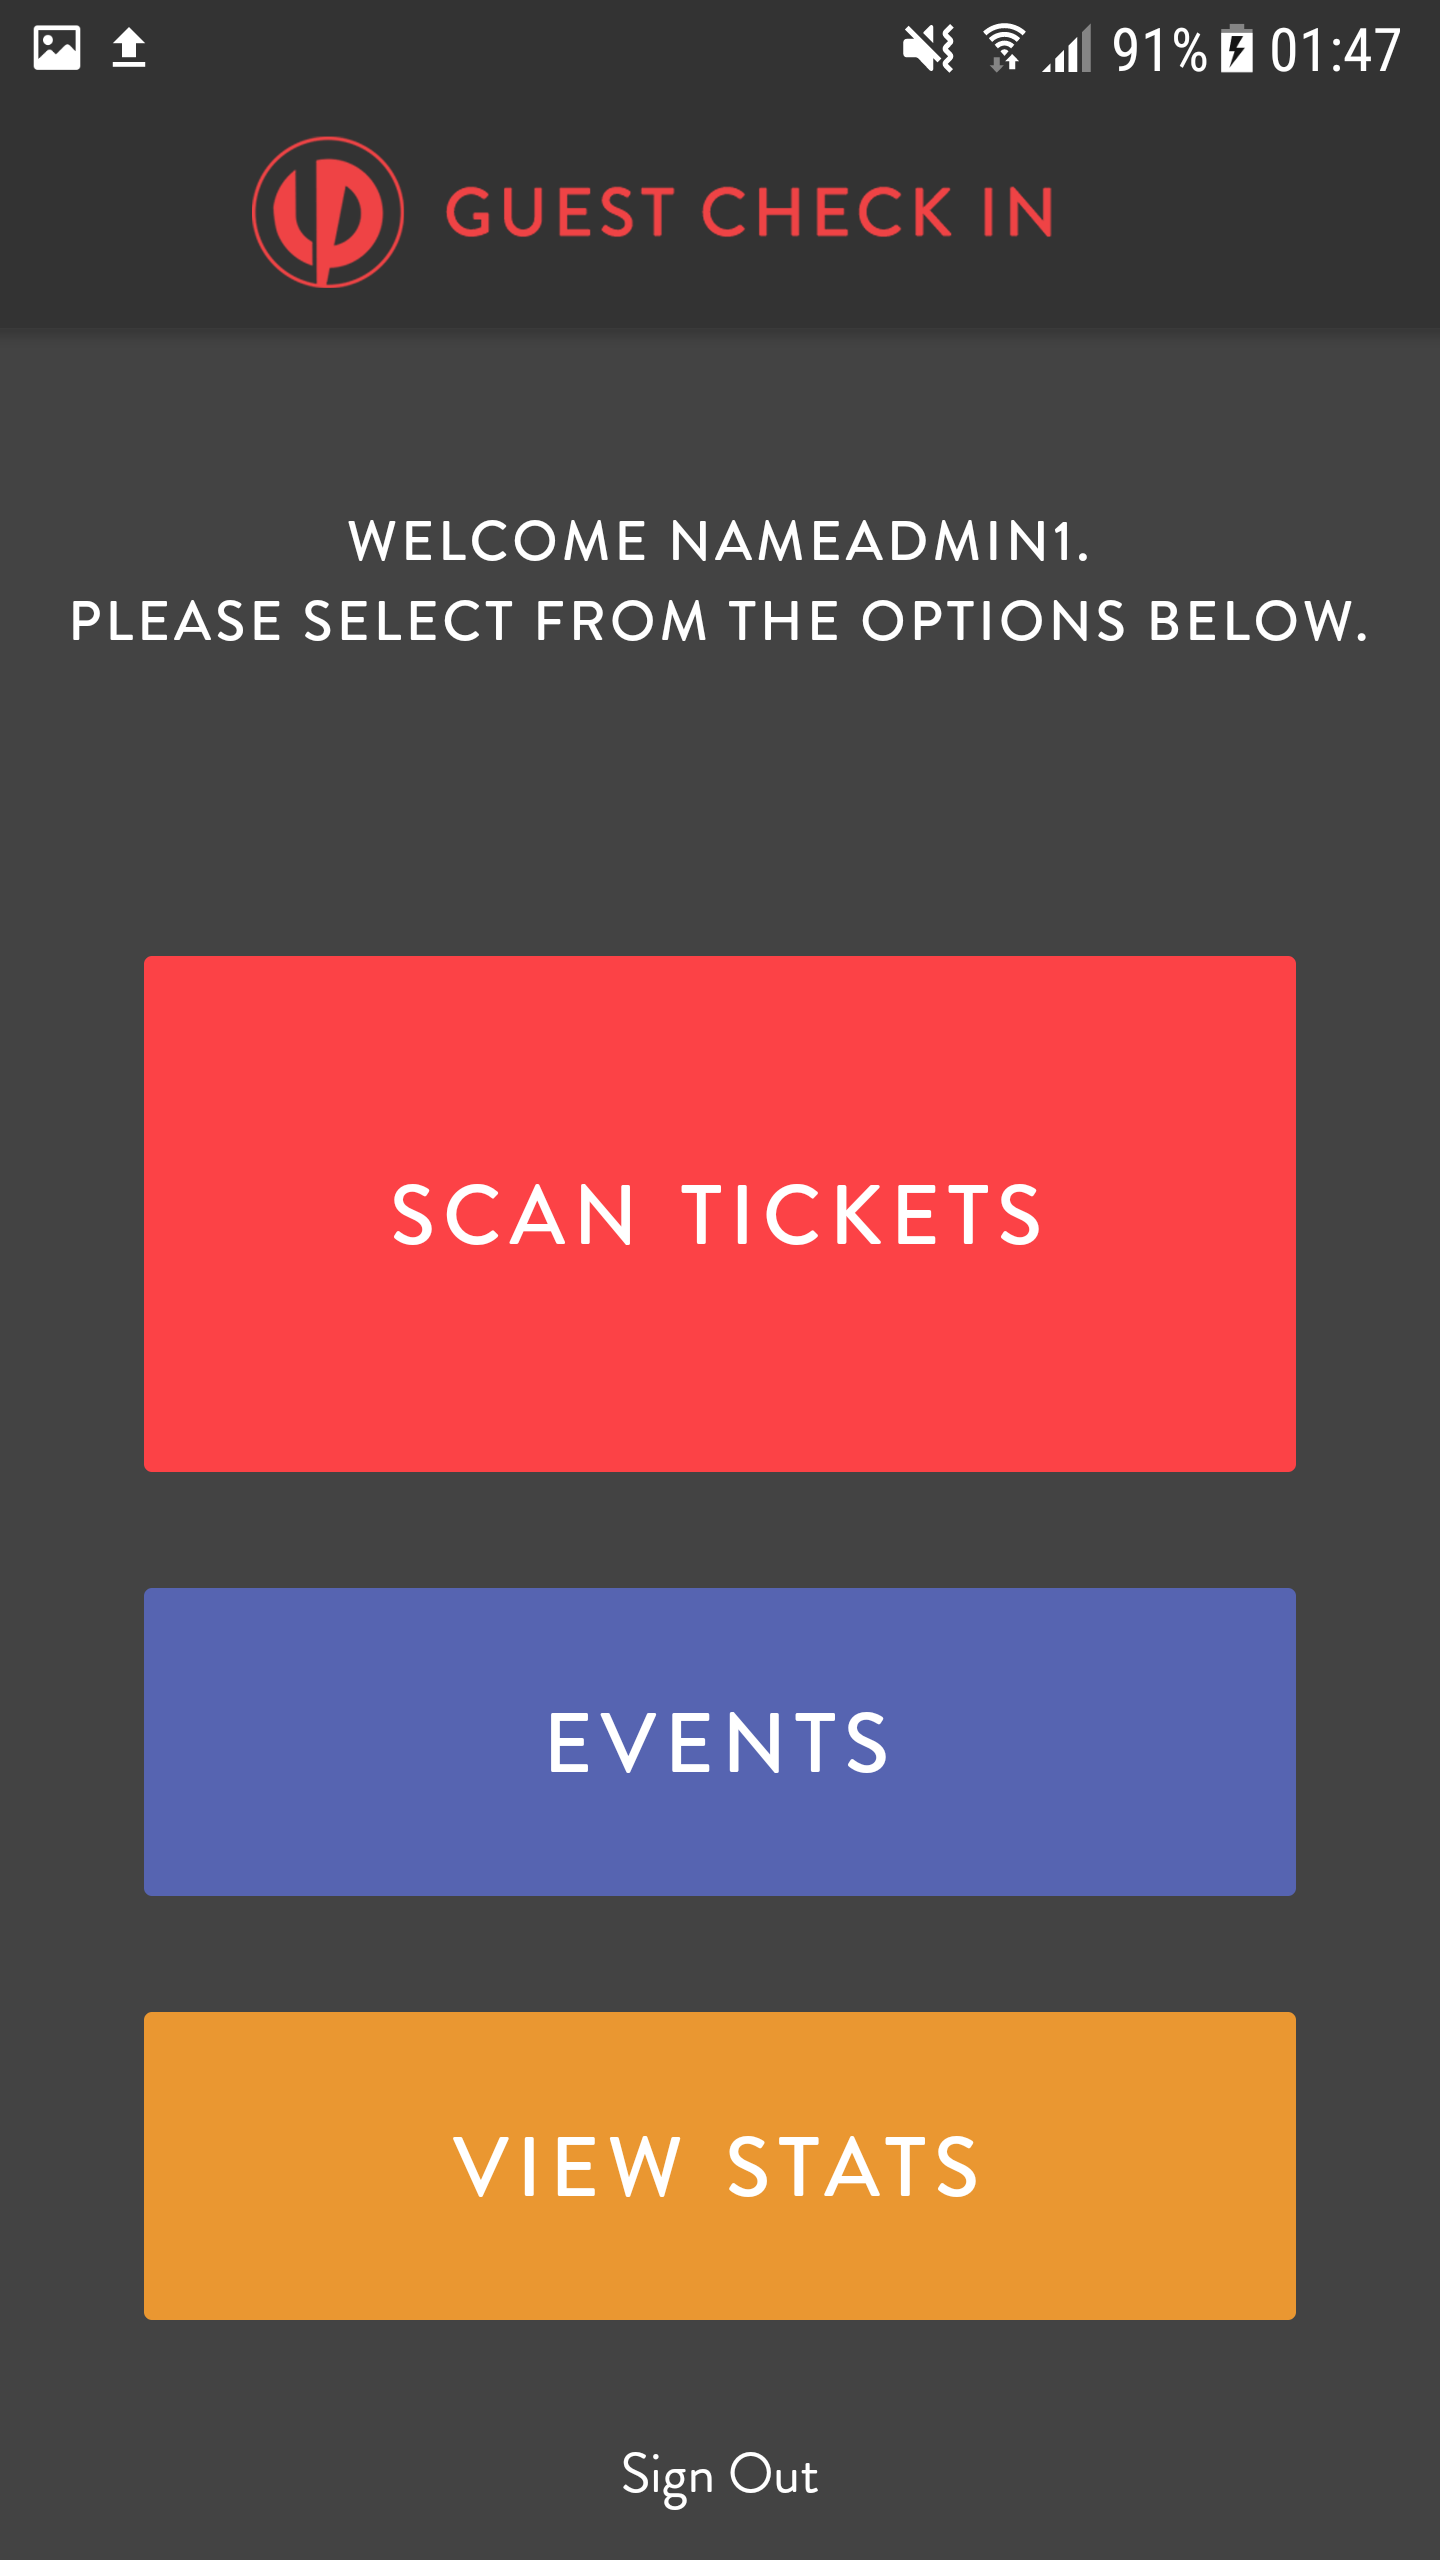 91% 01:47
GUEST CHECK IN
WELCOME NAMEADMIN1.
PLEASE SELECT FROM THE OPTIONS BELOW.
SCAN TICKETS
EVENTS
VIEW STATS
Sign Out